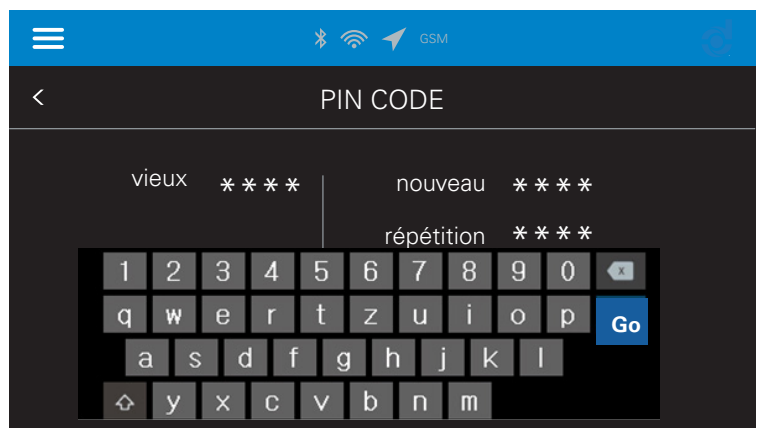 GSM
PIN CODE
vieux **** nouveau ****
répétition ****
1 2 3 4 5 6 7 8 9 0 x
q w e r t z u i o p Go
a s d f g h j k l
y x c v b n m